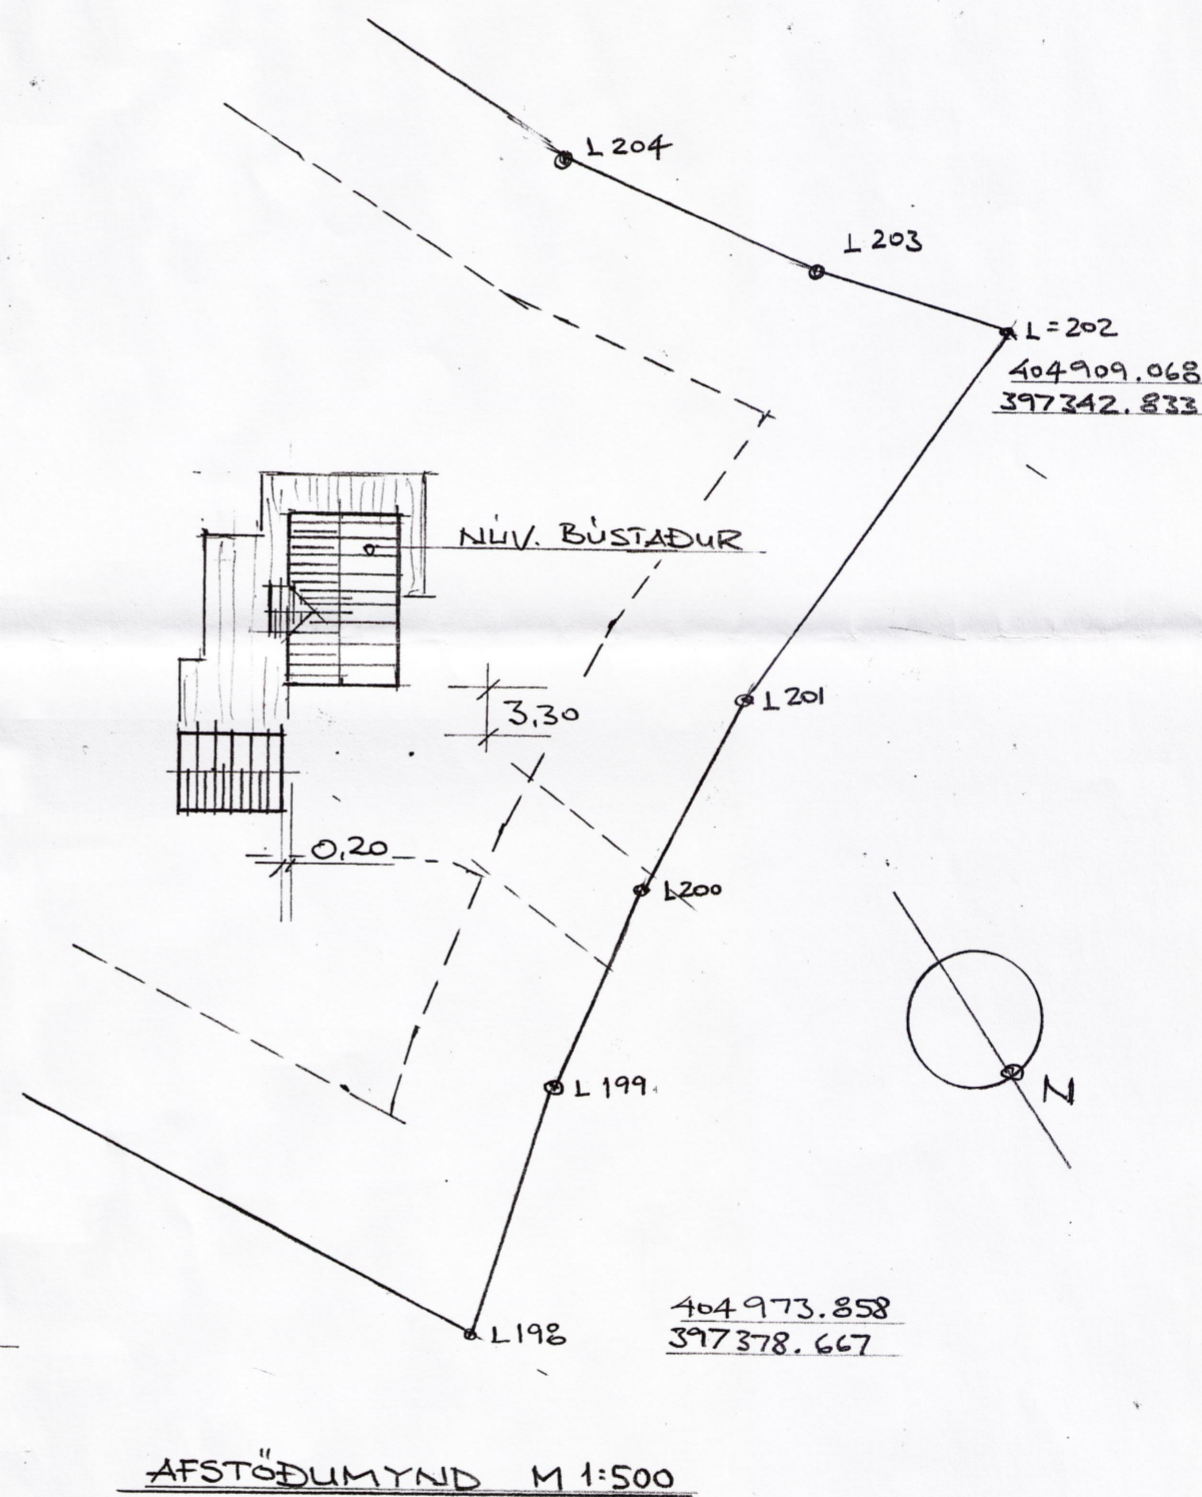 L 204
L 203
L=202
404909.068
397342.833
NÚV. BÚSTAÐUR
L201
3,30
0,20
L200
L 199
N
404973.858
397378.667
L198
AFSTÖÐUMYND M 1:500